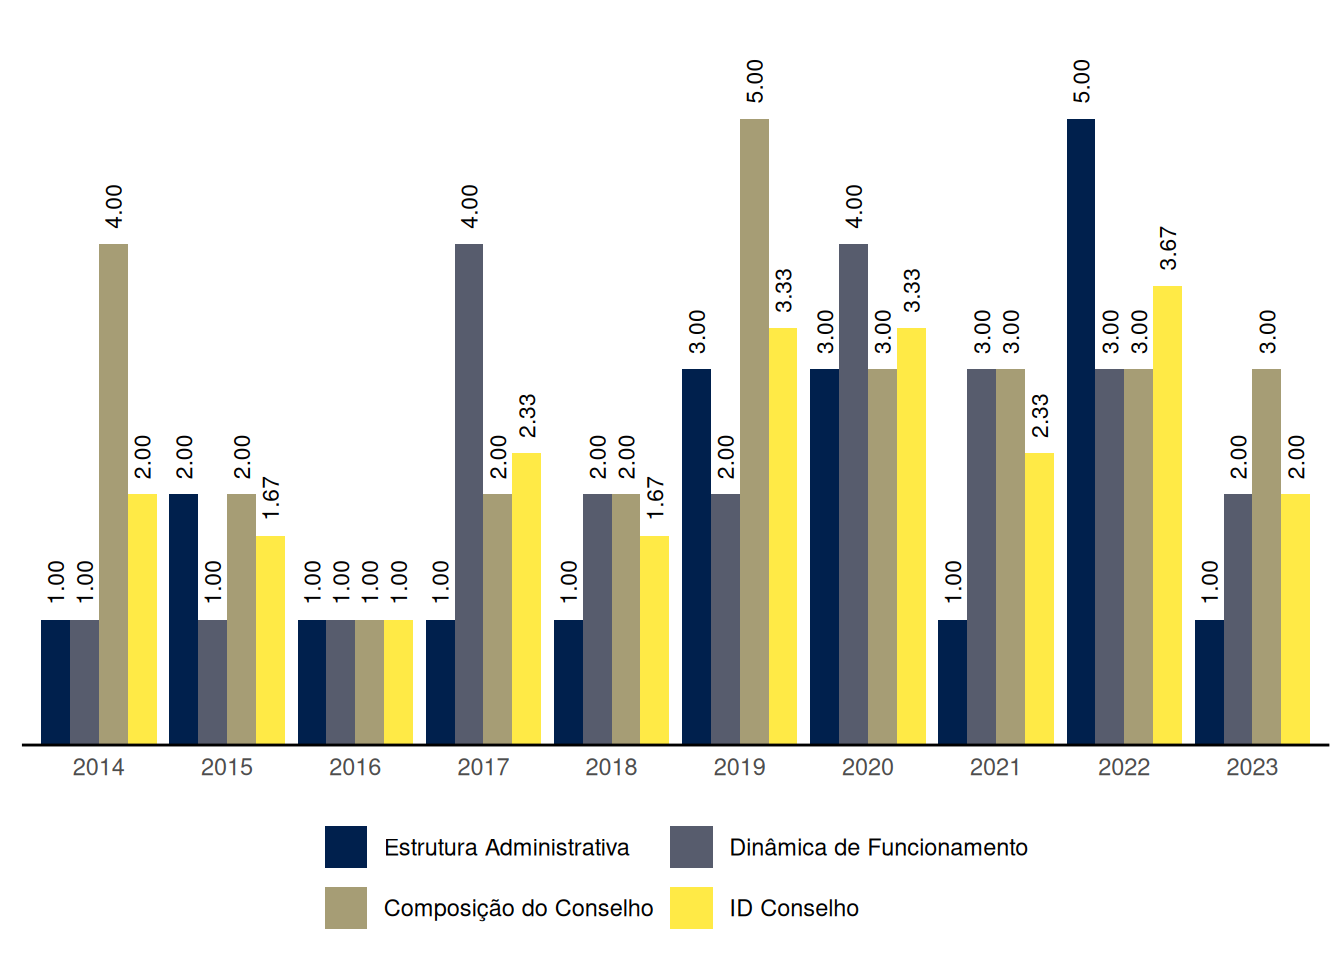 5.00 5.00
4.00 4.00 4.00
3.67
3.33 3.33
3.00 3.00 3.00 3.00 3.00 3.00 3.00 3.00
2.33 2.33
2.00 2.00 2.00 2.00 2.00 2.00 2.00 2.00 2.00
1.67 1.67
1.00 1.00 1.00 1.00 1.00 1.00 1.00 1.00 1.00 1.00 1.00
2014 2015 2016 2017 2018 2019 2020 2021 2022 2023
Estrutura Administrativa Dinâmica de Funcionamento
Composição do Conselho ID Conselho